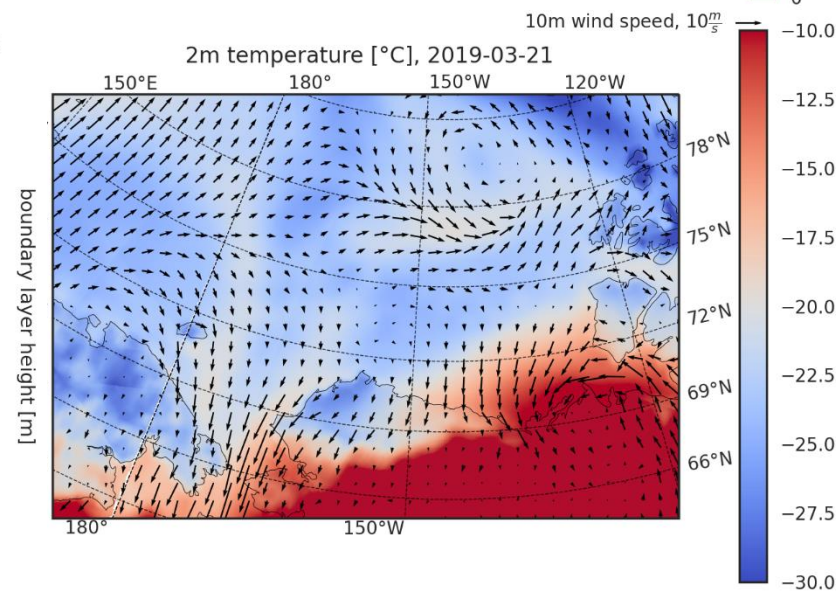 10m wind speed, 10 m/s
2m temperature [°C], 2019-03-21
150°E 180° 150°W 120°W
78°N
75°N
72°N
69°N
66°N
180° 150°W
boundary layer height [m]
0
−10.0
−12.5
−15.0
−17.5
−20.0
−22.5
−25.0
−27.5
−30.0